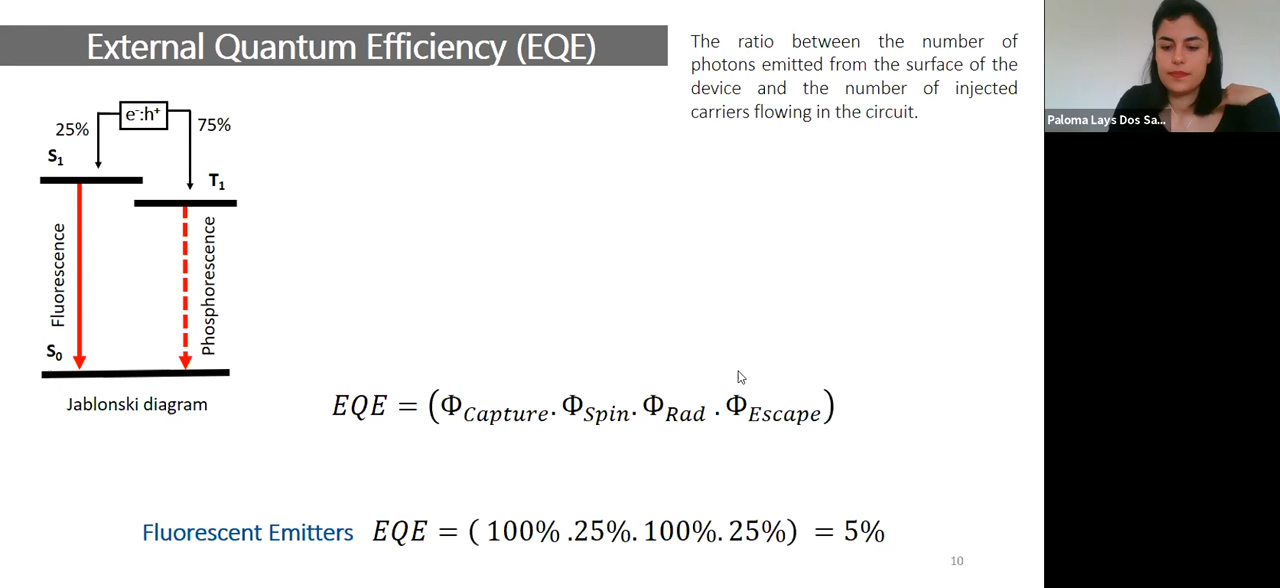 External Quantum Efficiency (EQE)
The ratio between the number of
photons emitted from the surface of the
device and the number of injected
carriers flowing in the circuit.
Paloma Lays Dos Sa...
e⁻:h⁺
25%
75%
S₁
T₁
Fluorescence
Phosphorescence
S₀
Jablonski diagram
EQE = (Φ_Capture. Φ_Spin. Φ_Rad . Φ_Escape)
Fluorescent Emitters EQE = ( 100% .25%. 100%. 25%) = 5%
10